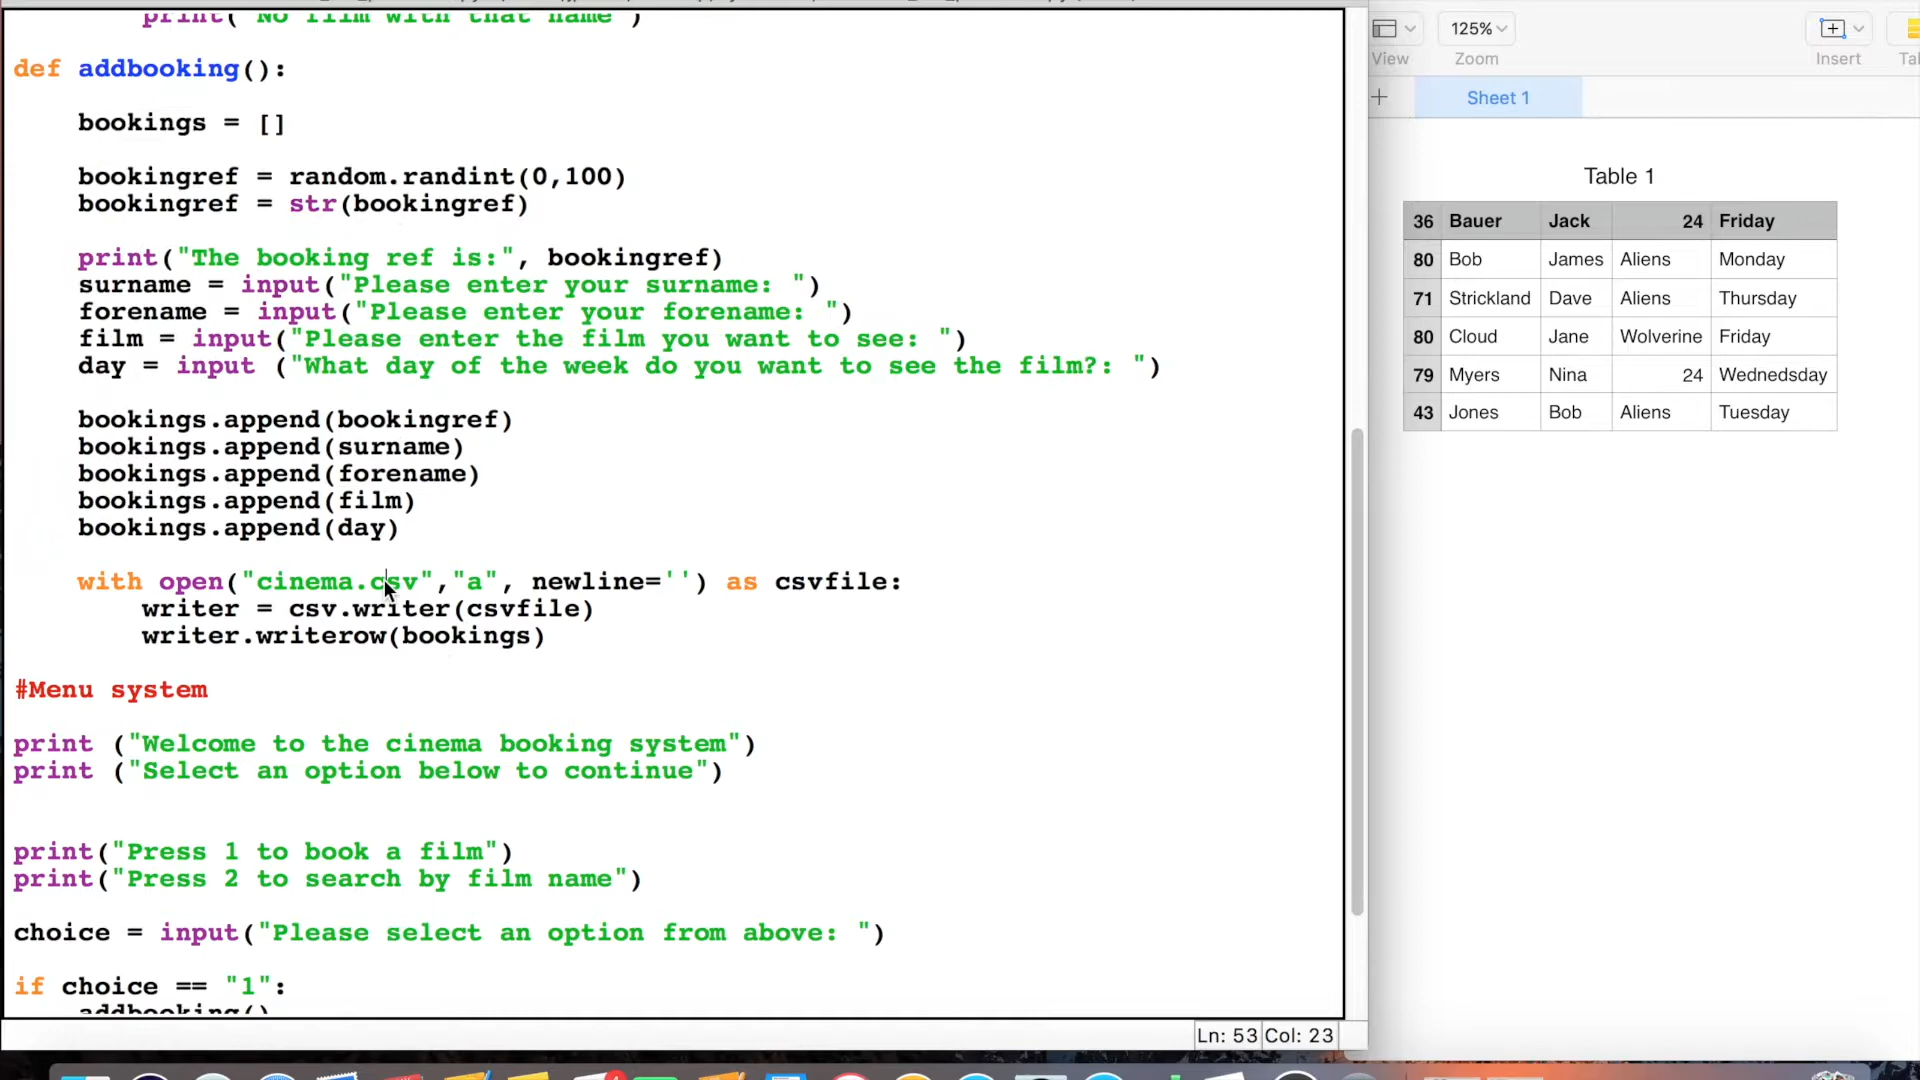 print("No film with that name")
def addbooking():
bookings = []
bookingref = random.randint(0,100)
bookingref = str(bookingref)
print("The booking ref is:", bookingref)
surname = input("Please enter your surname: ")
forename = input("Please enter your forename: ")
film = input("Please enter the film you want to see: ")
day = input ("What day of the week do you want to see the film?: ")
bookings.append(bookingref)
bookings.append(surname)
bookings.append(forename)
bookings.append(film)
bookings.append(day)
with open("cinema.csv","a", newline='') as csvfile:
writer = csv.writer(csvfile)
writer.writerow(bookings)
#Menu system
print ("Welcome to the cinema booking system")
print ("Select an option below to continue")
print("Press 1 to book a film")
print("Press 2 to search by film name")
choice = input("Please select an option from above: ")
if choice == "1":
addbooking()
Ln: 53 Col: 23
125%
View Zoom Insert
Sheet 1
Table 1
36 Bauer Jack 24 Friday
80 Bob James Aliens Monday
71 Strickland Dave Aliens Thursday
80 Cloud Jane Wolverine Friday
79 Myers Nina 24 Wednedsday
43 Jones Bob Aliens Tuesday